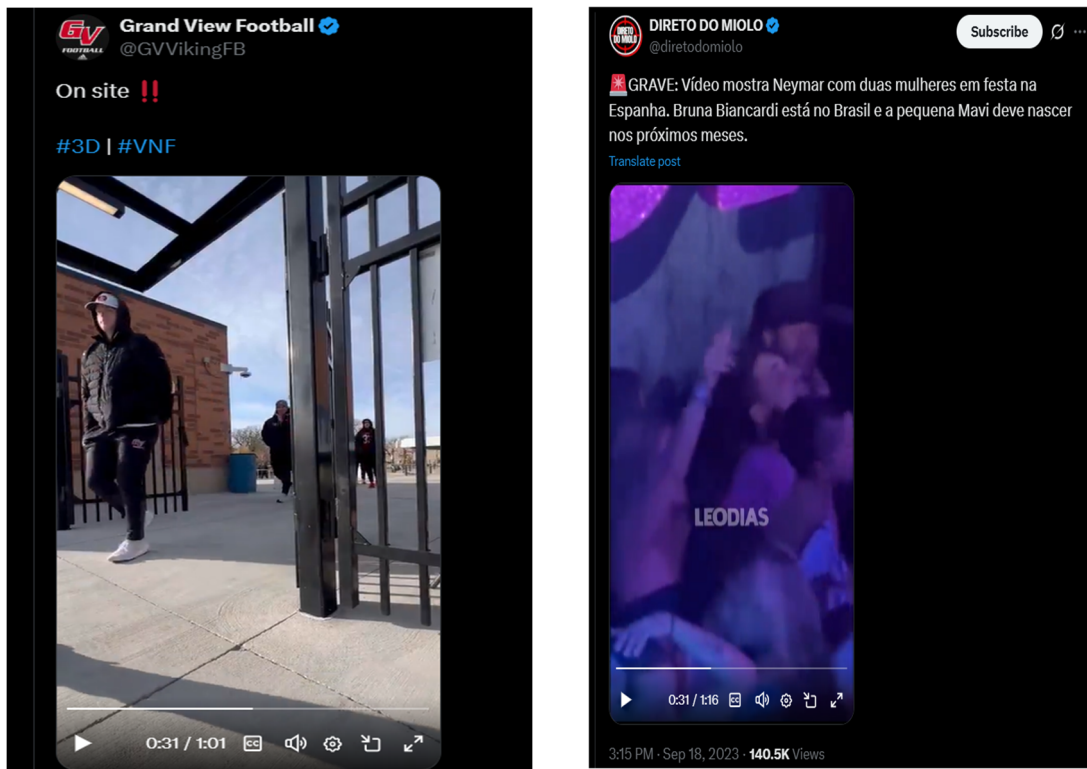 GV
FOOTBALL
Grand View Football
@GVVikingFB
On site ‼️
#3D | #VNF
0:31 / 1:01
CC
DIRETO
DO MIOLO
DIRETO DO MIOLO
@diretodomiolo
Subscribe
🚨GRAVE: Vídeo mostra Neymar com duas mulheres em festa na
Espanha. Bruna Biancardi está no Brasil e a pequena Mavi deve nascer
nos próximos meses.
Translate post
LEODIAS
0:31 / 1:16
CC
3:15 PM · Sep 18, 2023 · 140.5K Views